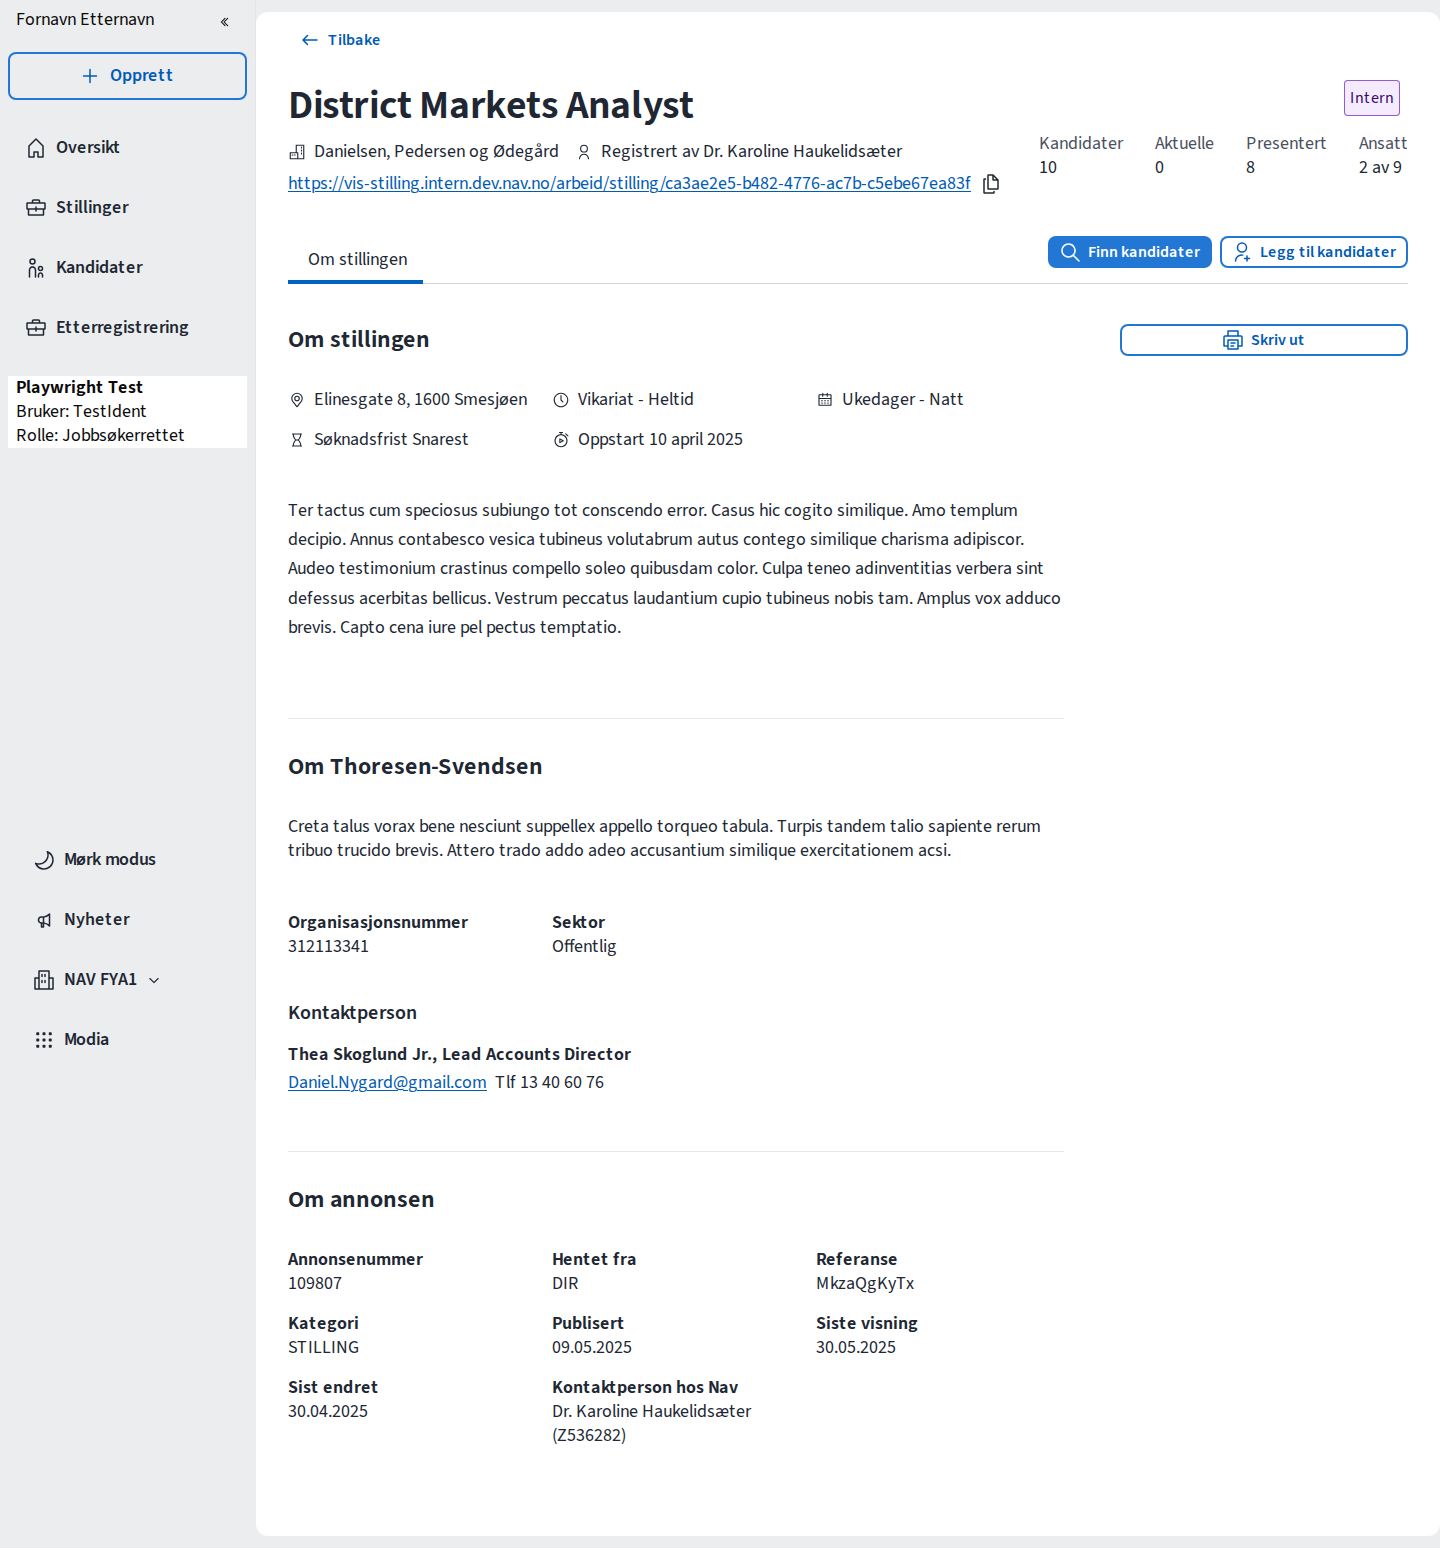 Fornavn Etternavn
Opprett
Oversikt
Stillinger
Kandidater
Etterregistrering
Playwright Test
Bruker: TestIdent
Rolle: Jobbsøkerrettet
Mørk modus
Nyheter
NAV FYA1
Modia
Tilbake
District Markets Analyst
Intern
Danielsen, Pedersen og Ødegård Registrert av Dr. Karoline Haukelidsæter
https://vis-stilling.intern.dev.nav.no/arbeid/stilling/ca3ae2e5-b482-4776-ac7b-c5ebe67ea83f
Kandidater Aktuelle Presentert Ansatt
10 0 8 2 av 9
Om stillingen
Finn kandidater
Legg til kandidater
Om stillingen
Skriv ut
Elinesgate 8, 1600 Smesjøen Vikariat - Heltid Ukedager - Natt
Søknadsfrist Snarest Oppstart 10 april 2025
Ter tactus cum speciosus subiungo tot conscendo error. Casus hic cogito similique. Amo templum
decipio. Annus contabesco vesica tubineus volutabrum autus contego similique charisma adipiscor.
Audeo testimonium crastinus compello soleo quibusdam color. Culpa teneo adinventitias verbera sint
defessus acerbitas bellicus. Vestrum peccatus laudantium cupio tubineus nobis tam. Amplus vox adduco
brevis. Capto cena iure pel pectus temptatio.
Om Thoresen-Svendsen
Creta talus vorax bene nesciunt suppellex appello torqueo tabula. Turpis tandem talio sapiente rerum
tribuo trucido brevis. Attero trado addo adeo accusantium similique exercitationem acsi.
Organisasjonsnummer Sektor
312113341 Offentlig
Kontaktperson
Thea Skoglund Jr., Lead Accounts Director
Daniel.Nygard@gmail.com Tlf 13 40 60 76
Om annonsen
Annonsenummer Hentet fra Referanse
109807 DIR MkzaQgKyTx
Kategori Publisert Siste visning
STILLING 09.05.2025 30.05.2025
Sist endret Kontaktperson hos Nav
30.04.2025 Dr. Karoline Haukelidsæter
(Z536282)